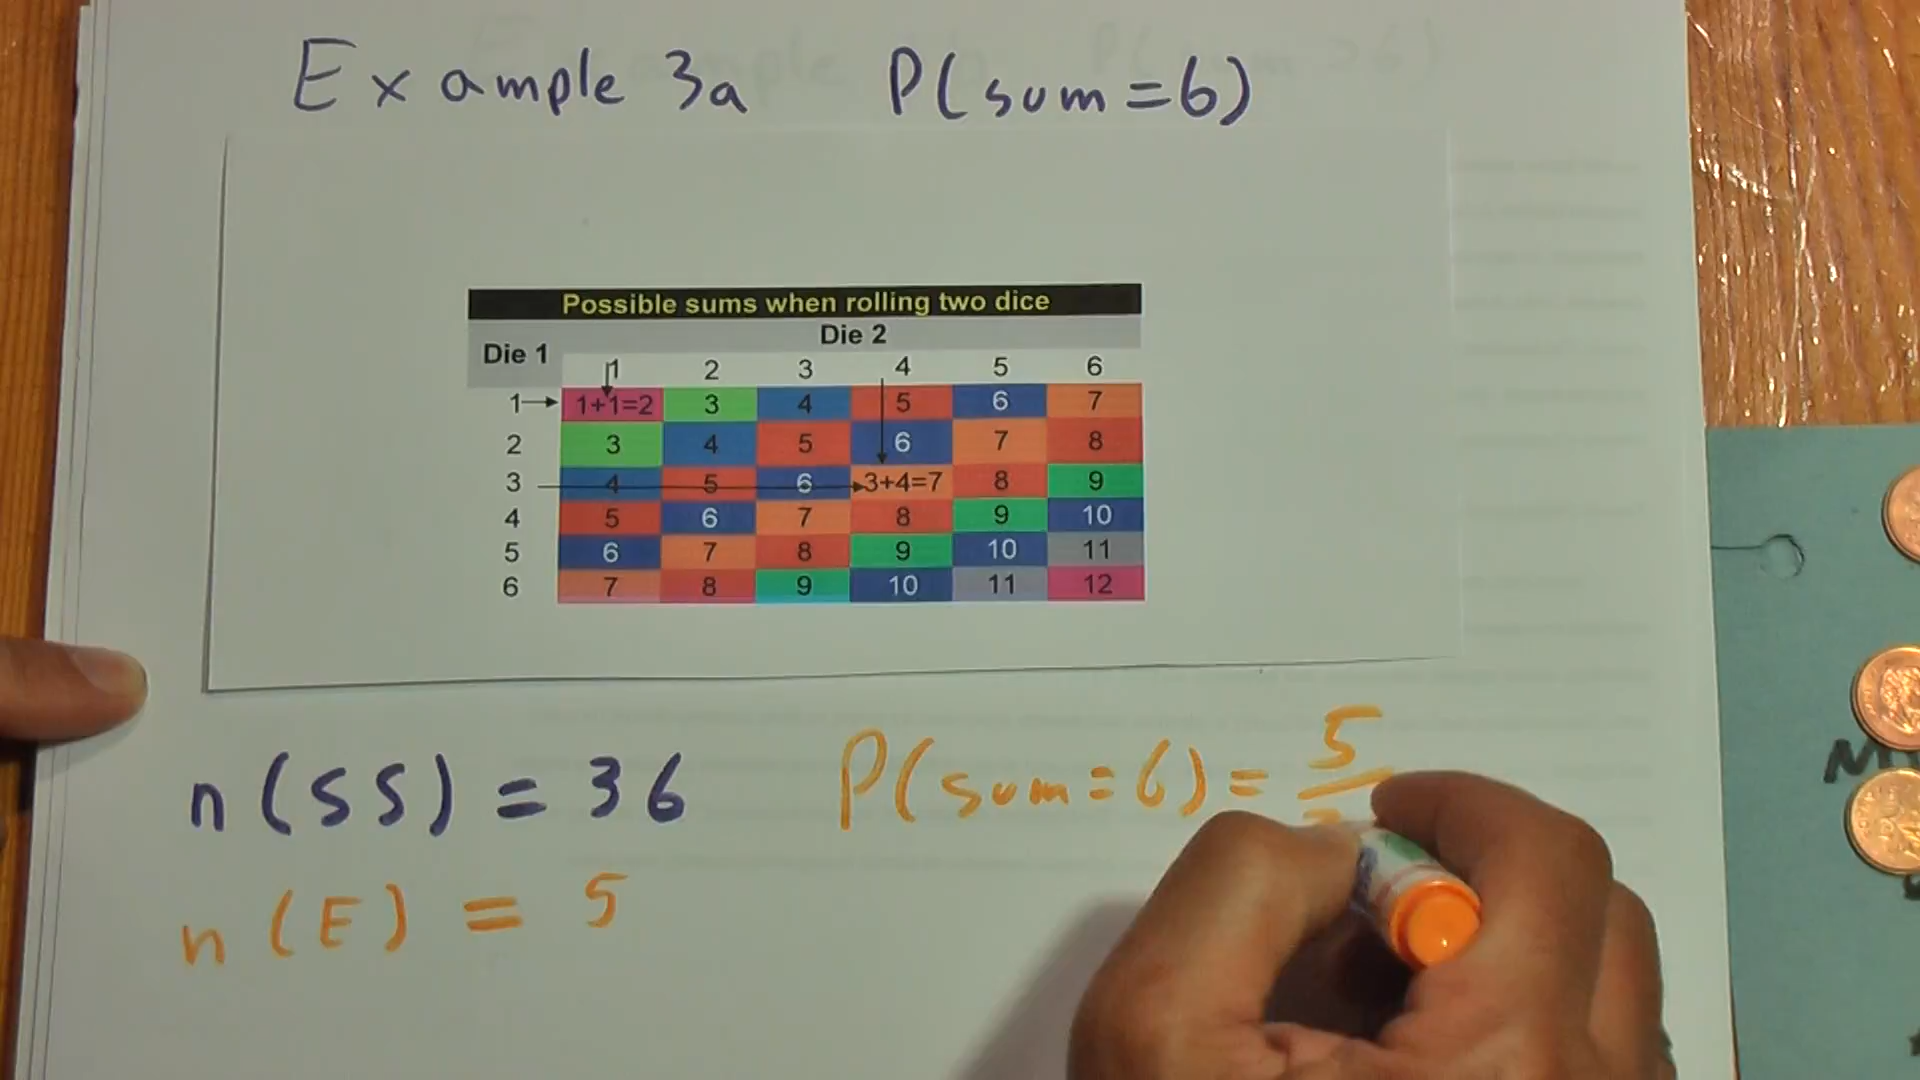 Example 3a P(sum=6)
Possible sums when rolling two dice
Die 2
Die 1
1 2 3 4 5 6
1 1+1=2 3 4 5 6 7
2 3 4 5 6 7 8
3 4 5 6 3+4=7 8 9
4 5 6 7 8 9 10
5 6 7 8 9 10 11
6 7 8 9 10 11 12
n(SS) = 36 P(sum=6) = 5
n(E) = 5